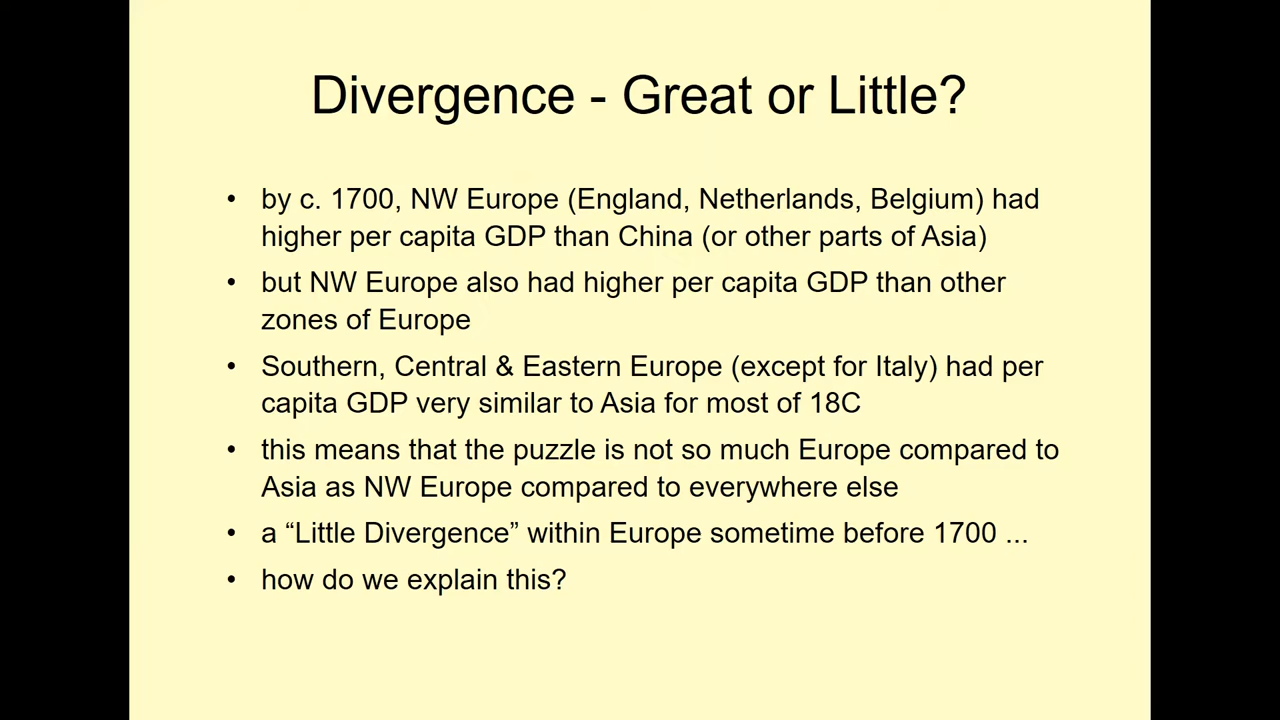 Divergence - Great or Little?
• by c. 1700, NW Europe (England, Netherlands, Belgium) had
higher per capita GDP than China (or other parts of Asia)
• but NW Europe also had higher per capita GDP than other
zones of Europe
• Southern, Central & Eastern Europe (except for Italy) had per
capita GDP very similar to Asia for most of 18C
• this means that the puzzle is not so much Europe compared to
Asia as NW Europe compared to everywhere else
• a “Little Divergence” within Europe sometime before 1700 ...
• how do we explain this?